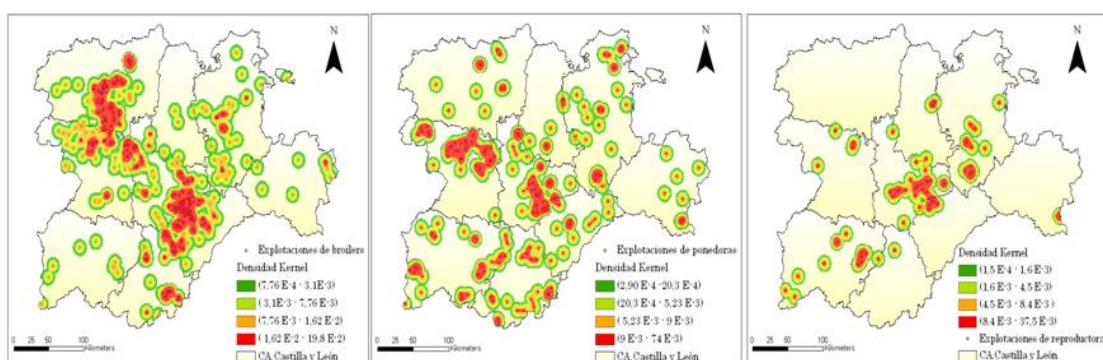 N
Explotaciones de broilers
Densidad Kernel
(7,76 E-4 - 3,1E-3)
(3,1E-3 - 7,76 E-3)
(7,76 E-3 - 1,62 E-2)
(1,62 E-2 - 19,8 E-2)
CA Castilla y León
0 25 50 100
Kilometers
N
Explotaciones de ponedoras
Densidad Kernel
(2,90 E-4 - 20,3 E-4)
(20,3 E-4 - 5,23 E-3)
(5,23 E-3 - 9 E-3)
(9 E-3 - 74 E-3)
CA Castilla y León
0 25 50 100
Kilometers
N
Densidad Kernel
(1,5 E-4 - 1,6 E-3)
(1,6 E-3 - 4,5 E-3)
(4,5 E-3 - 8,4 E-3)
(8,4 E-3 - 37,5 E-3)
Explotaciones de reproductora
CA Castilla y León
0 25 50 100
Kilometers